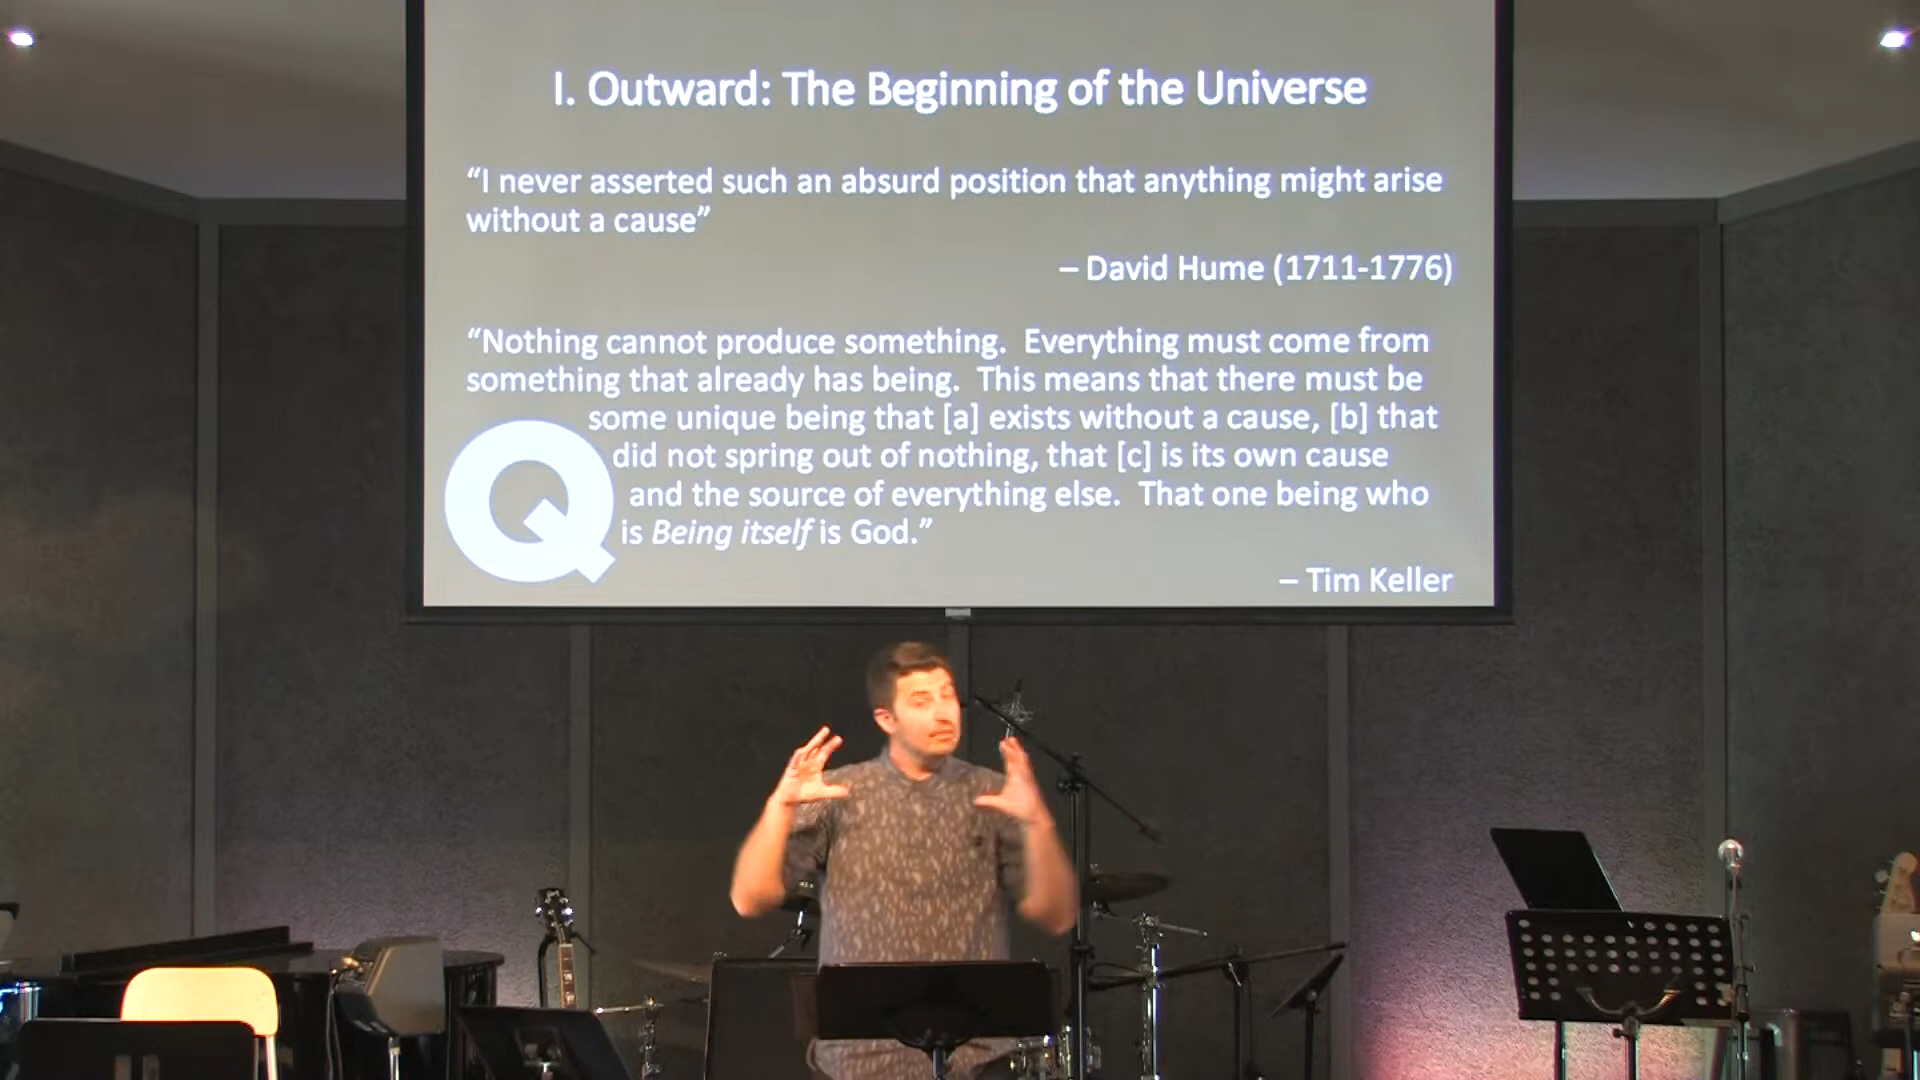 I. Outward: The Beginning of the Universe
“I never asserted such an absurd position that anything might arise
without a cause”
– David Hume (1711-1776)
“Nothing cannot produce something.  Everything must come from
something that already has being.  This means that there must be
some unique being that [a] exists without a cause, [b] that
did not spring out of nothing, that [c] is its own cause
and the source of everything else.  That one being who
is Being itself is God.”
Q
– Tim Keller